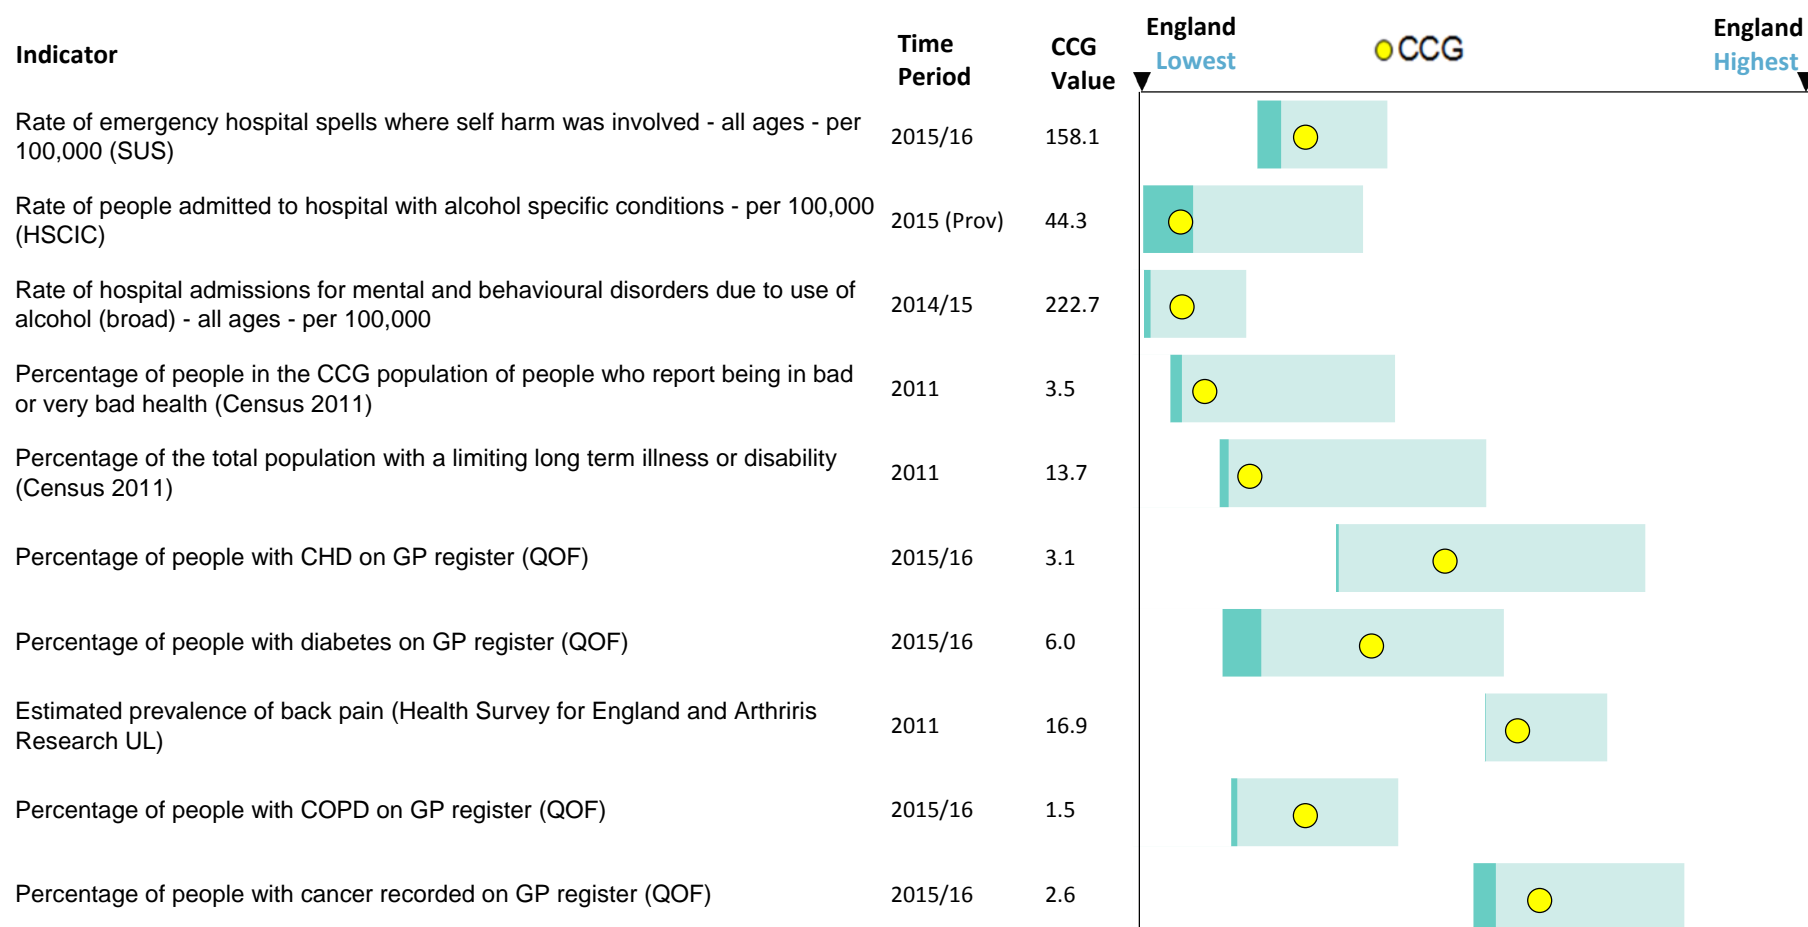 Indicator
Time
Period
CCG
Value
England
Lowest
CCG
England
Highest
Rate of emergency hospital spells where self harm was involved - all ages - per
100,000 (SUS)
2015/16
158.1
Rate of people admitted to hospital with alcohol specific conditions - per 100,000
(HSCIC)
2015 (Prov)
44.3
Rate of hospital admissions for mental and behavioural disorders due to use of
alcohol (broad) - all ages - per 100,000
2014/15
222.7
Percentage of people in the CCG population of people who report being in bad
or very bad health (Census 2011)
2011
3.5
Percentage of the total population with a limiting long term illness or disability
(Census 2011)
2011
13.7
Percentage of people with CHD on GP register (QOF)
2015/16
3.1
Percentage of people with diabetes on GP register (QOF)
2015/16
6.0
Estimated prevalence of back pain (Health Survey for England and Arthriris
Research UL)
2011
16.9
Percentage of people with COPD on GP register (QOF)
2015/16
1.5
Percentage of people with cancer recorded on GP register (QOF)
2015/16
2.6